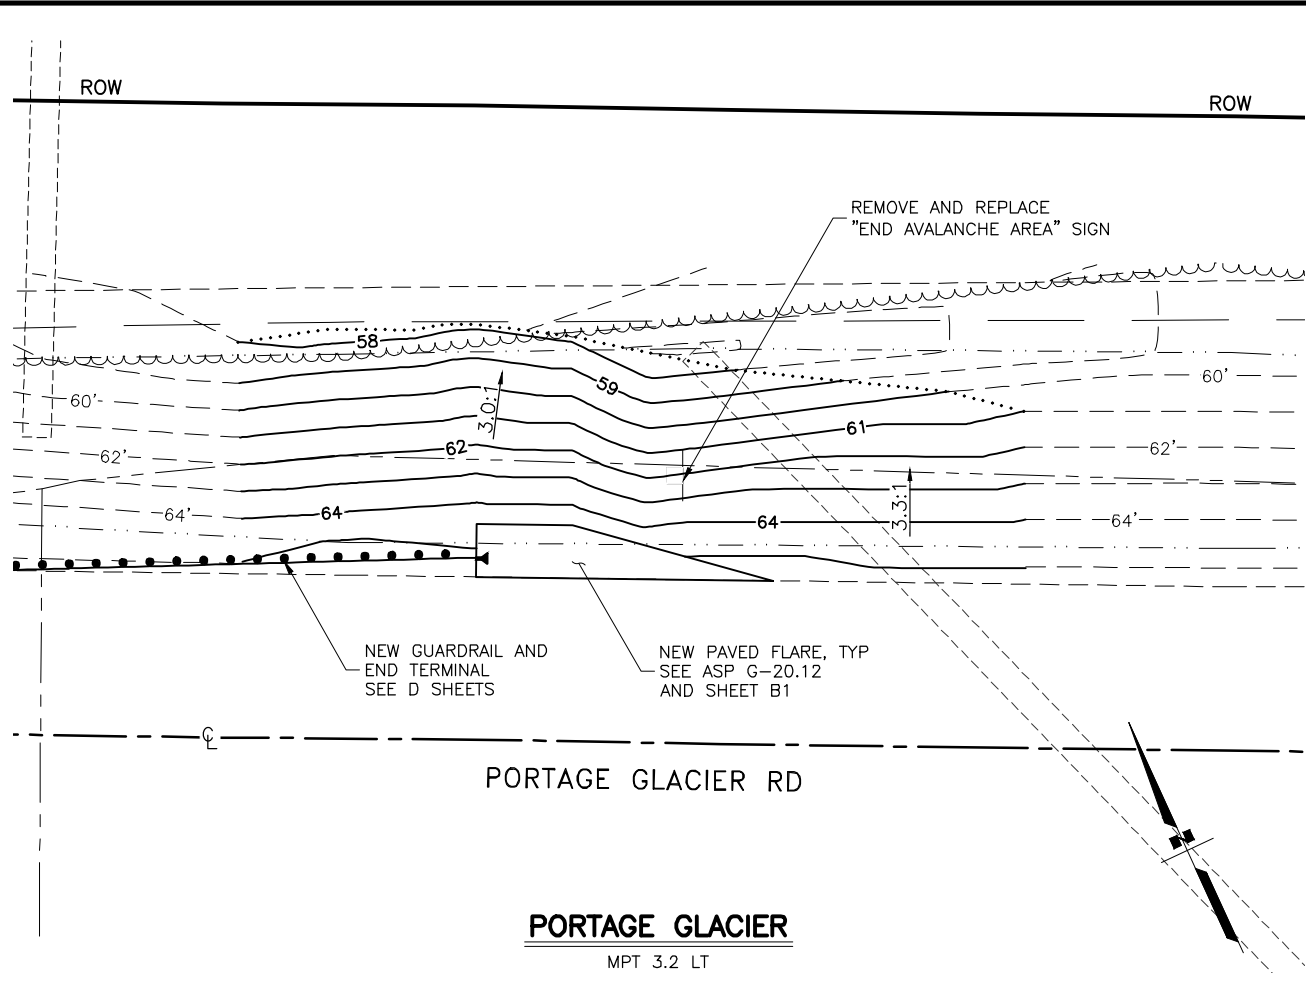 ROW
ROW
REMOVE AND REPLACE
"END AVALANCHE AREA" SIGN
58
59
60'
60'
3.0:1
61
62
62'
62'
3.3:1
64
64
64'
64'
NEW GUARDRAIL AND
END TERMINAL
SEE D SHEETS
NEW PAVED FLARE, TYP
SEE ASP G-20.12
AND SHEET B1
CL
PORTAGE GLACIER RD
N
PORTAGE GLACIER
MPT 3.2 LT